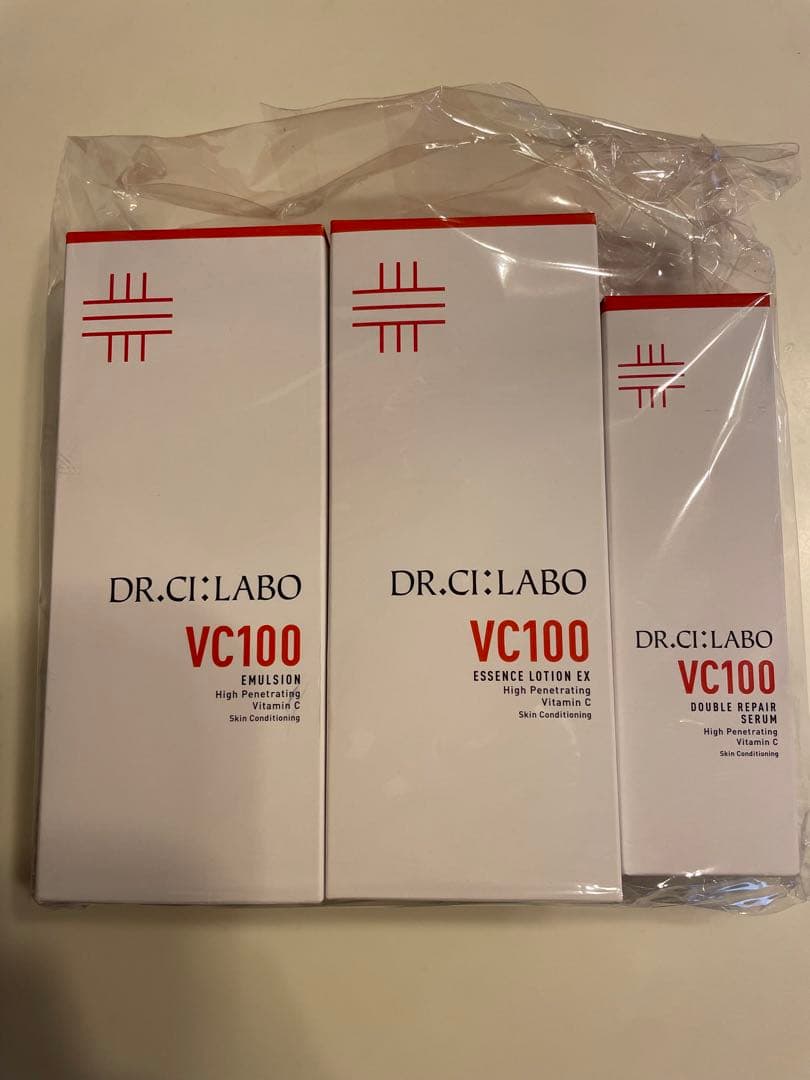 DR.CI:LABO
VC100
EMULSION
High Penetrating
Vitamin C
Skin Conditioning
DR.CI:LABO
VC100
ESSENCE LOTION EX
High Penetrating
Vitamin C
Skin Conditioning
DR.CI:LABO
VC100
DOUBLE REPAIR
SERUM
High Penetrating
Vitamin C
Skin Conditioning